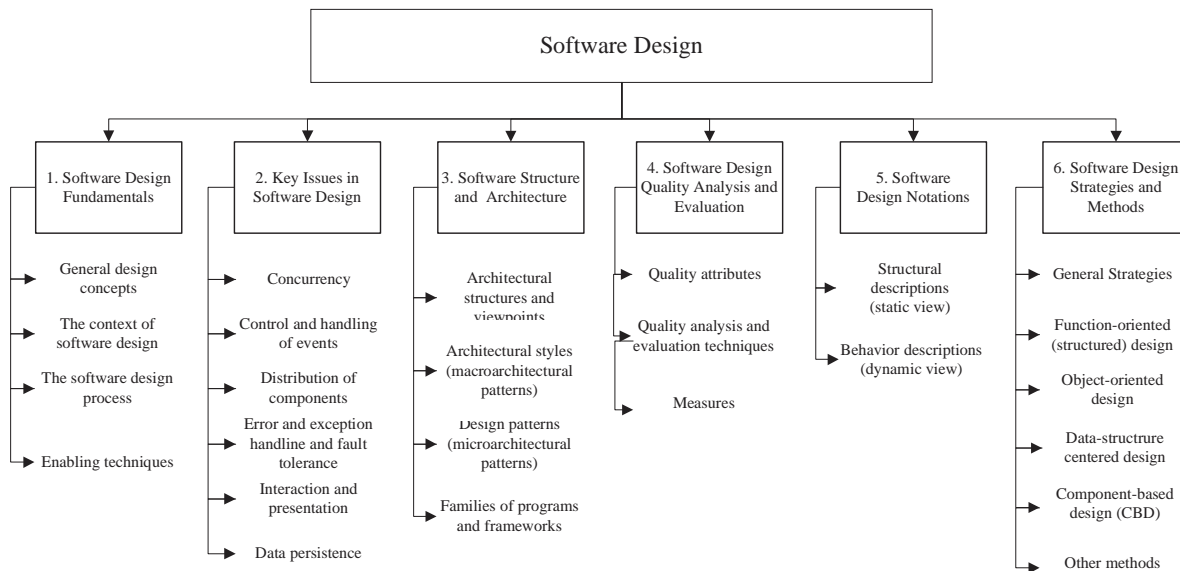 Software Design
1. Software Design
Fundamentals
General design
concepts
The context of
software design
The software design
process
Enabling techniques
2. Key Issues in
Software Design
Concurrency
Control and handling
of events
Distribution of
components
Error and exception
handline and fault
tolerance
Interaction and
presentation
Data persistence
3. Software Structure
and Architecture
Architectural
structures and
viewpoints
Architectural styles
(macroarchitectural
patterns)
Design patterns
(microarchitectural
patterns)
Families of programs
and frameworks
4. Software Design
Quality Analysis and
Evaluation
Quality attributes
Quality analysis and
evaluation techniques
Measures
5. Software
Design Notations
Structural
descriptions
(static view)
Behavior descriptions
(dynamic view)
6. Software Design
Strategies and
Methods
General Strategies
Function-oriented
(structured) design
Object-oriented
design
Data-structrure
centered design
Component-based
design (CBD)
Other methods